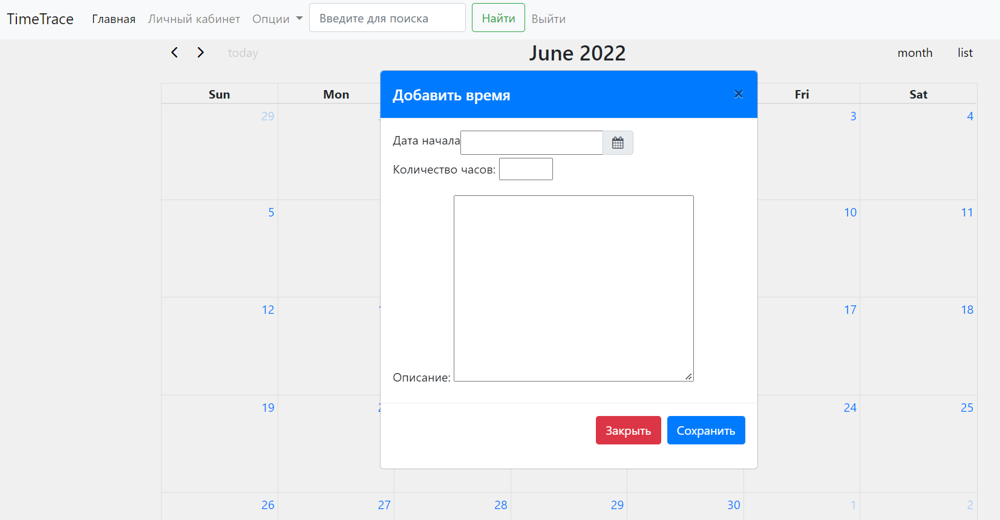 TimeTrace Главная Личный кабинет Опции Введите для поиска Найти Выйти
today June 2022 month list
Sun Mon Fri Sat
Добавить время ×
29 3 4
Дата начала
Количество часов:
5 10 11
12 17 18
Описание:
19 24 25
Закрыть Сохранить
26 27 28 29 30 1 2